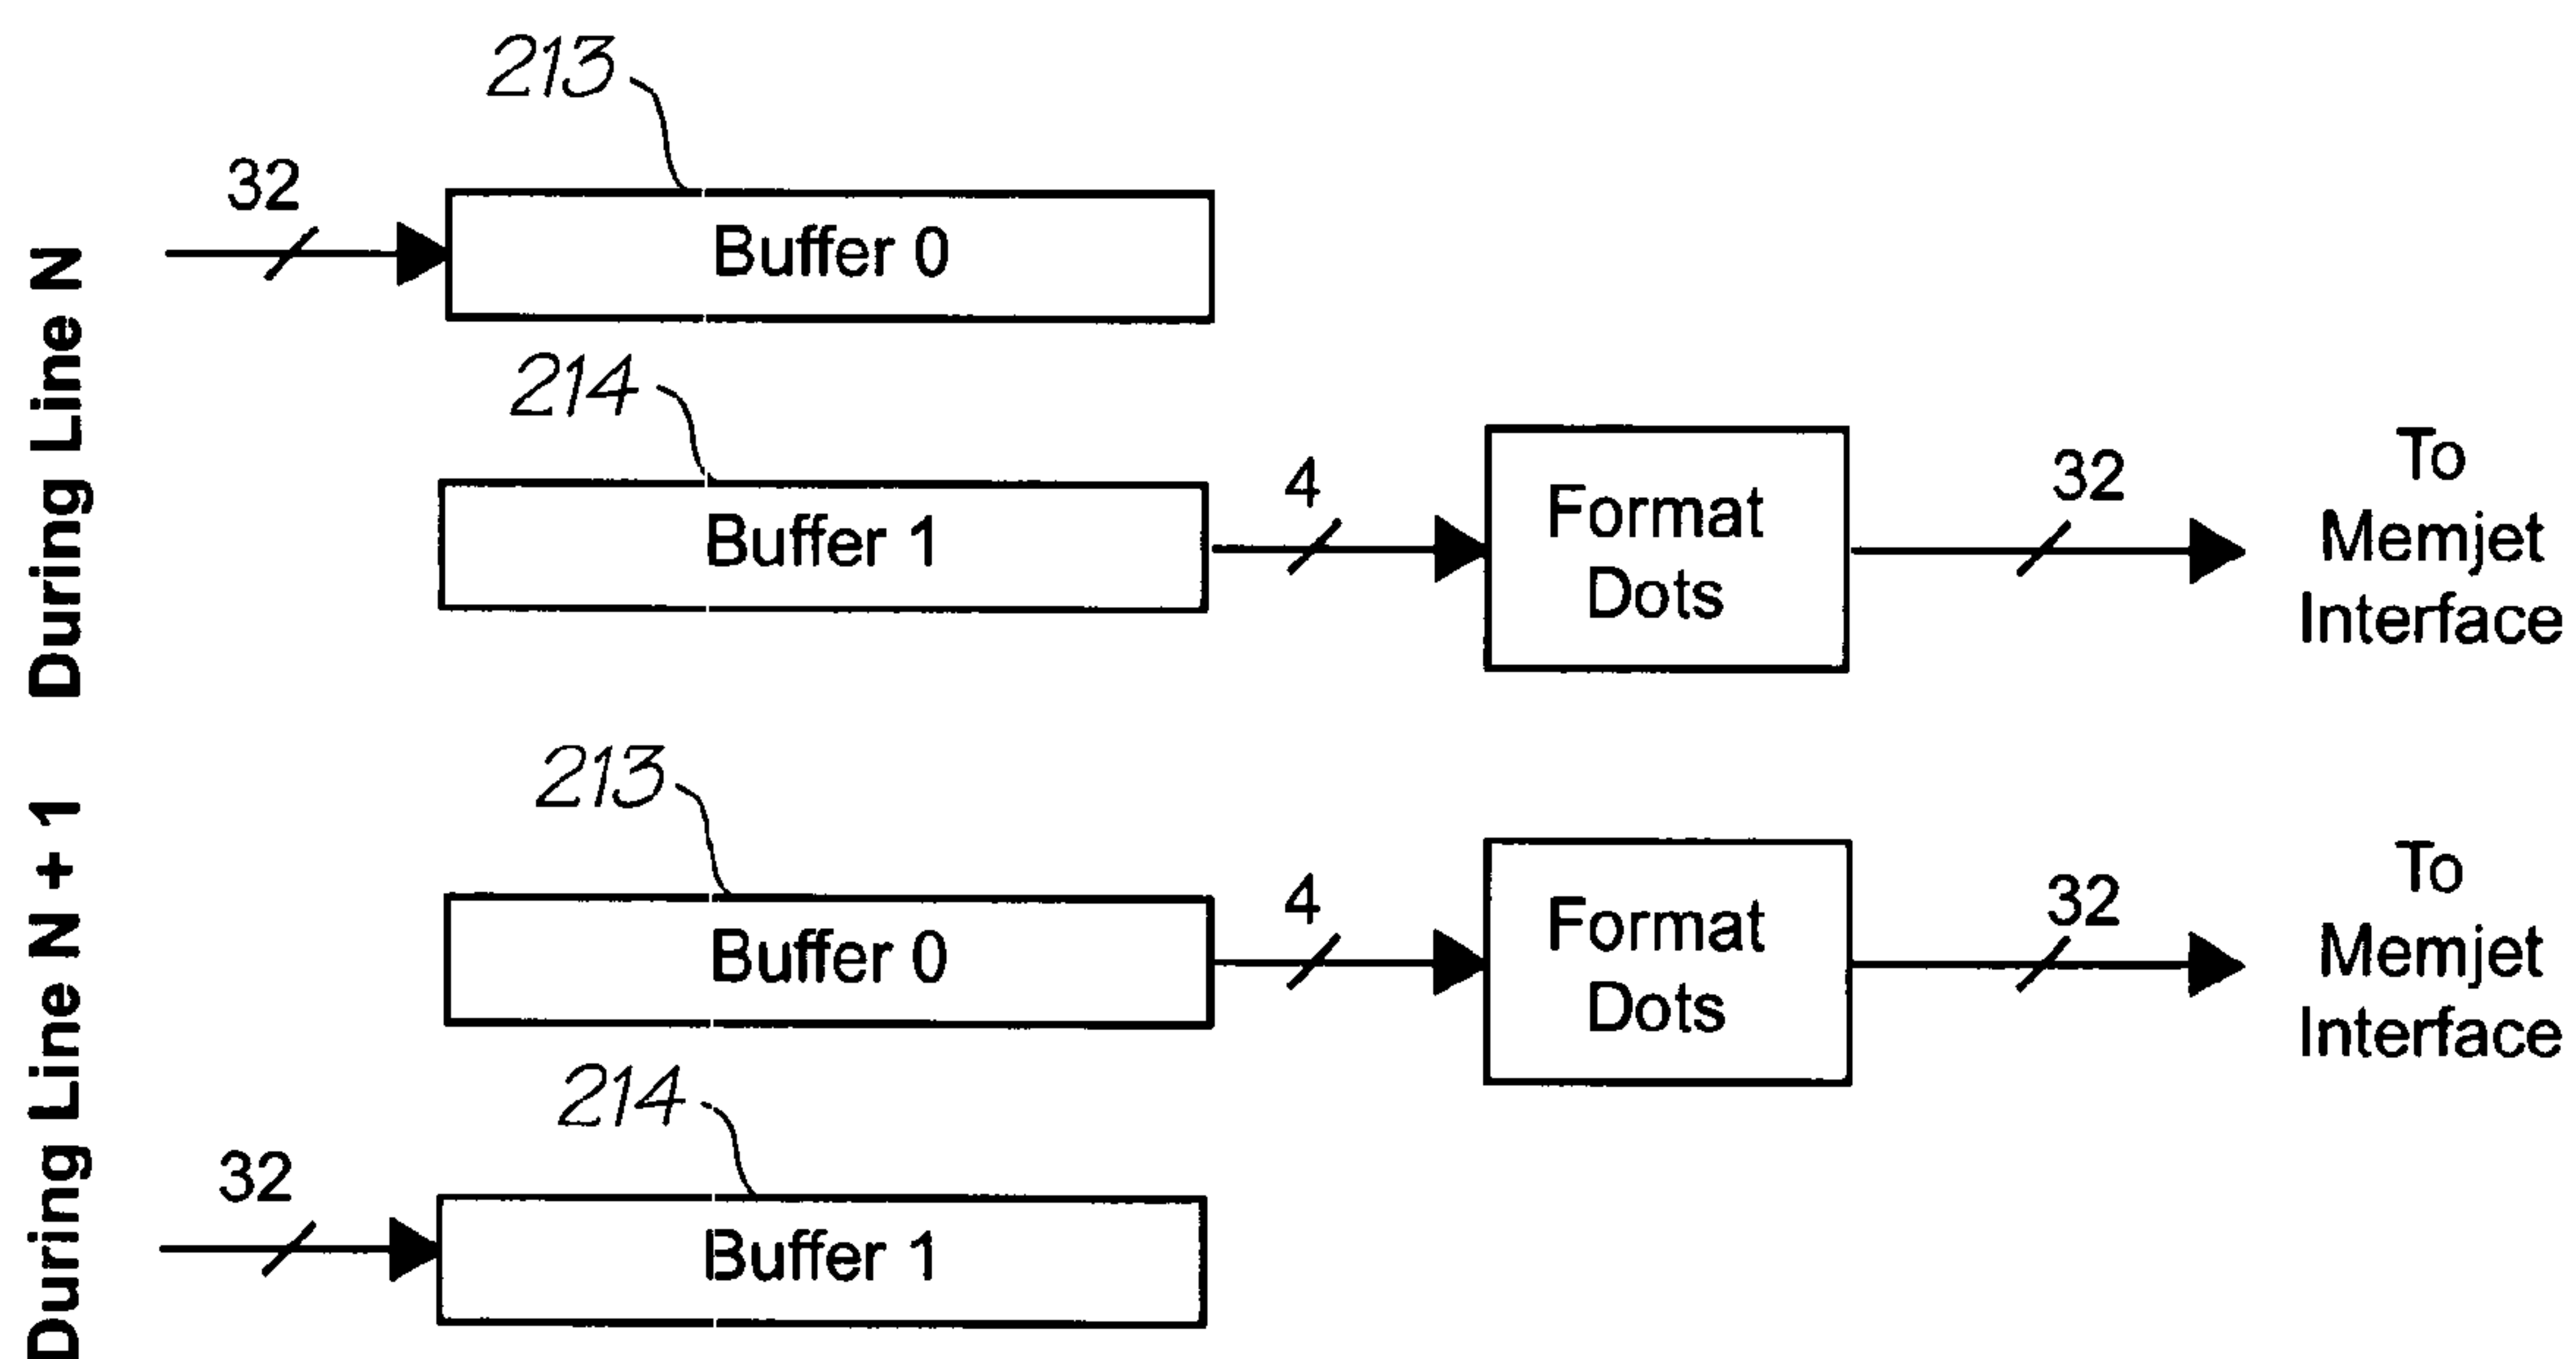 213
32
Buffer 0
During Line N
214
Buffer 1
4
Format
Dots
32
To
Memjet
Interface
213
Buffer 0
4
Format
Dots
32
To
Memjet
Interface
During Line N + 1
214
32
Buffer 1